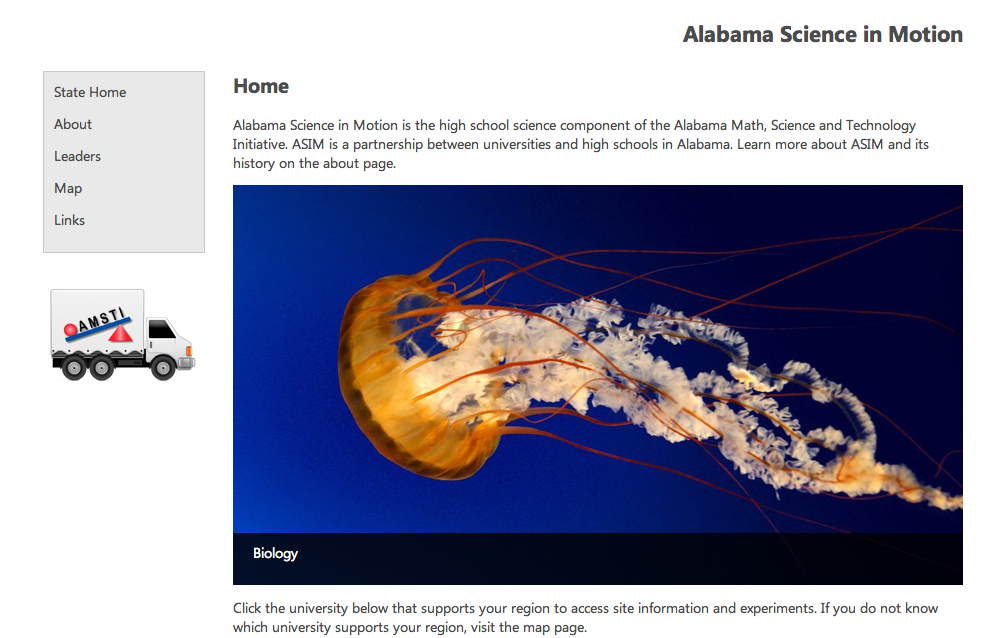 Alabama Science in Motion
State Home
About
Leaders
Map
Links
AMSTI
Home
Alabama Science in Motion is the high school science component of the Alabama Math, Science and Technology
Initiative. ASIM is a partnership between universities and high schools in Alabama. Learn more about ASIM and its
history on the about page.
Biology
Click the university below that supports your region to access site information and experiments. If you do not know
which university supports your region, visit the map page.